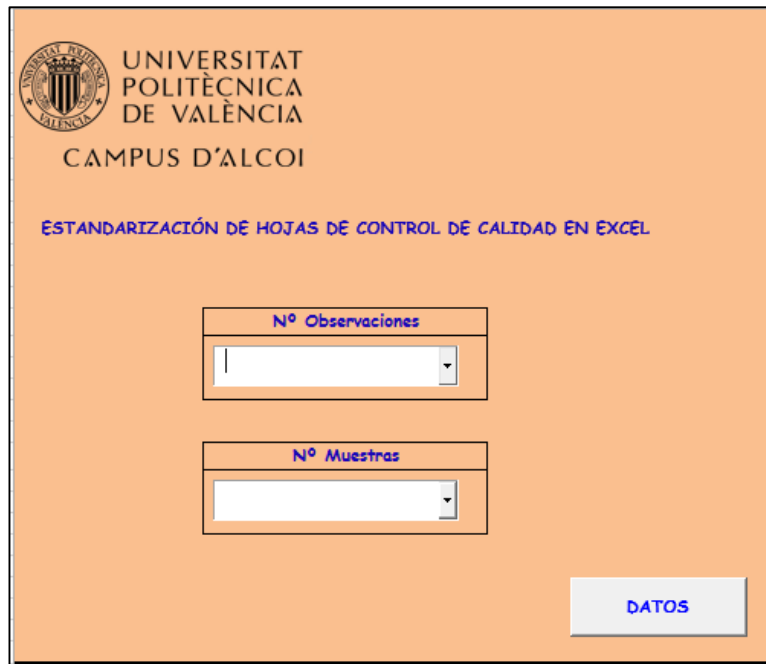 UNIVERSITAT
POLITÈCNICA
DE VALÈNCIA
CAMPUS D'ALCOI
ESTANDARIZACIÓN DE HOJAS DE CONTROL DE CALIDAD EN EXCEL
Nº Observaciones
Nº Muestras
DATOS